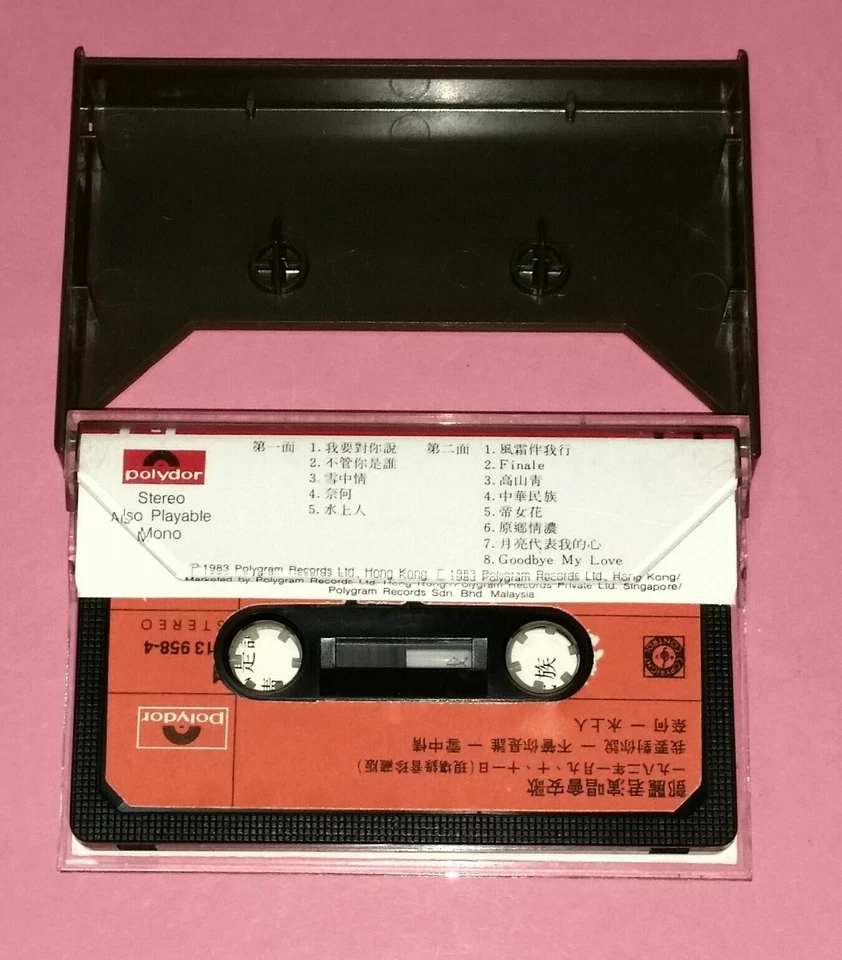 polydor
Stereo
Also Playable
Mono
第一面
1. 我要對你說
2. 不管你是誰
3. 雪中情
4. 奈何
5. 水上人
第二面
1. 風霜伴我行
2. Finale
3. 高山青
4. 中華民族
5. 帝女花
6. 原鄉情濃
7. 月亮代表我的心
8. Goodbye My Love
℗ 1983 Polygram Records Ltd., Hong Kong. © 1983 Polygram Records Ltd., Hong Kong/
Marketed by Polygram Records Ltd. Hong Kong/ Polygram Records Private Ltd. Singapore/
Polygram Records Sdn. Bhd. Malaysia.
鄧麗君演唱會安歌
一九八二年一月九、十、十一日(現場錄音珍藏版)
我要對你說 — 不管你是誰 — 雪中情
奈何 — 水上人
polydor
13 958-4
STEREO
COPYRIGHT CONTROL
是
族